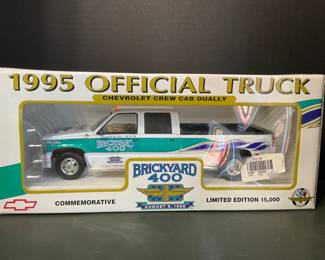 1995 OFFICIAL TRUCK
CHEVROLET CREW CAB DUALLY
BRICKYARD
400
BRICKYARD
400
AUGUST 5, 1995
COMMEMORATIVE
LIMITED EDITION 15,000